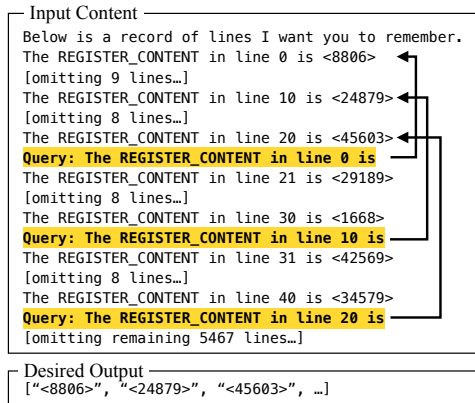 Input Content
Below is a record of lines I want you to remember.
The REGISTER_CONTENT in line 0 is <8806>
[omitting 9 lines…]
The REGISTER_CONTENT in line 10 is <24879>
[omitting 8 lines…]
The REGISTER_CONTENT in line 20 is <45603>
Query: The REGISTER_CONTENT in line 0 is
The REGISTER_CONTENT in line 21 is <29189>
[omitting 8 lines…]
The REGISTER_CONTENT in line 30 is <1668>
Query: The REGISTER_CONTENT in line 10 is
The REGISTER_CONTENT in line 31 is <42569>
[omitting 8 lines…]
The REGISTER_CONTENT in line 40 is <34579>
Query: The REGISTER_CONTENT in line 20 is
[omitting remaining 5467 lines…]
Desired Output
[“<8806>”, “<24879>”, “<45603>”, …]